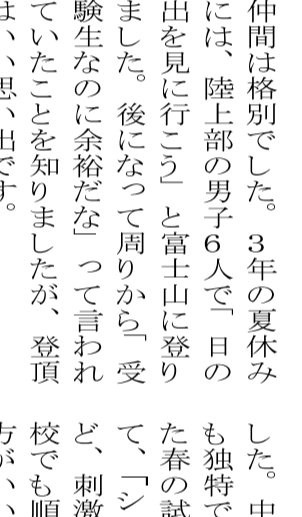 仲間は格別でした。3年の夏休み
には、陸上部の男子6人で「日の
出を見に行こう」と富士山に登り
ました。後になって周りから「受
験生なのに余裕だな」って言われ
ていたことを知りましたが、登頂
はいい思い出です。
した。中
も独特で
た春の試
て、「シ
ど、刺激
校でも順
方がいい